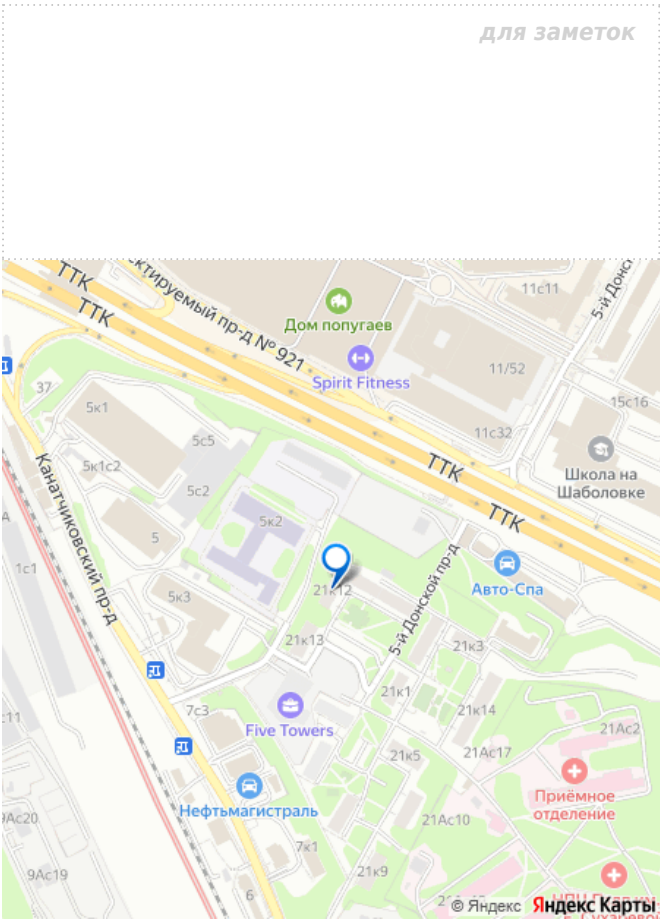 для заметок
ТТК
ТТК
ектируемый пр-д № 921
Дом попугаев
Spirit Fitness
11с11
5-й Донс
11/52
15с16
11с32
Школа на
Шаболовке
37
5к1
5с5
5к1с2
5с2
5к2
Канатчиковский пр-д
ТТК
ТТК
5
1с1
5к3
21к12
5-й Донской пр-д
Авто-Спа
21к13
21к3
21к1
21к14
7с3
Five Towers
с11
21Ас2
21Ас17
21к5
Приёмное
отделение
Нефтьмагистраль
21Ас10
9Ас19
7к1
21к9
6
© Яндекс Яндекс Карты